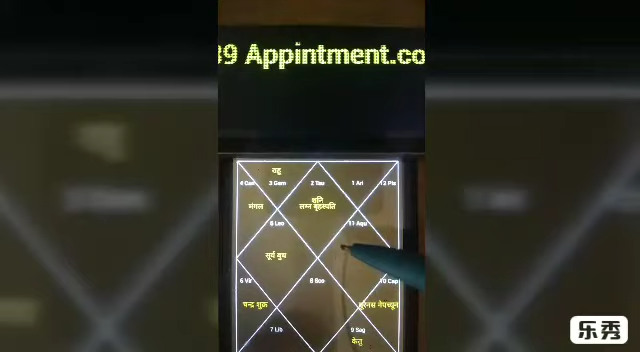 39 Appintment.co
राहू
4 Can 3 Gem 2 Tau 1 Ari 12 Pis
मंगल
शनि
लग्न बृहस्पति
5 Leo 11 Aqu
सूर्य बुध
6 Vir 8 Sco 10 Cap
चन्द्र शुक्र
नेपच्यून
7 Lib 9 Sag
केतु
乐秀